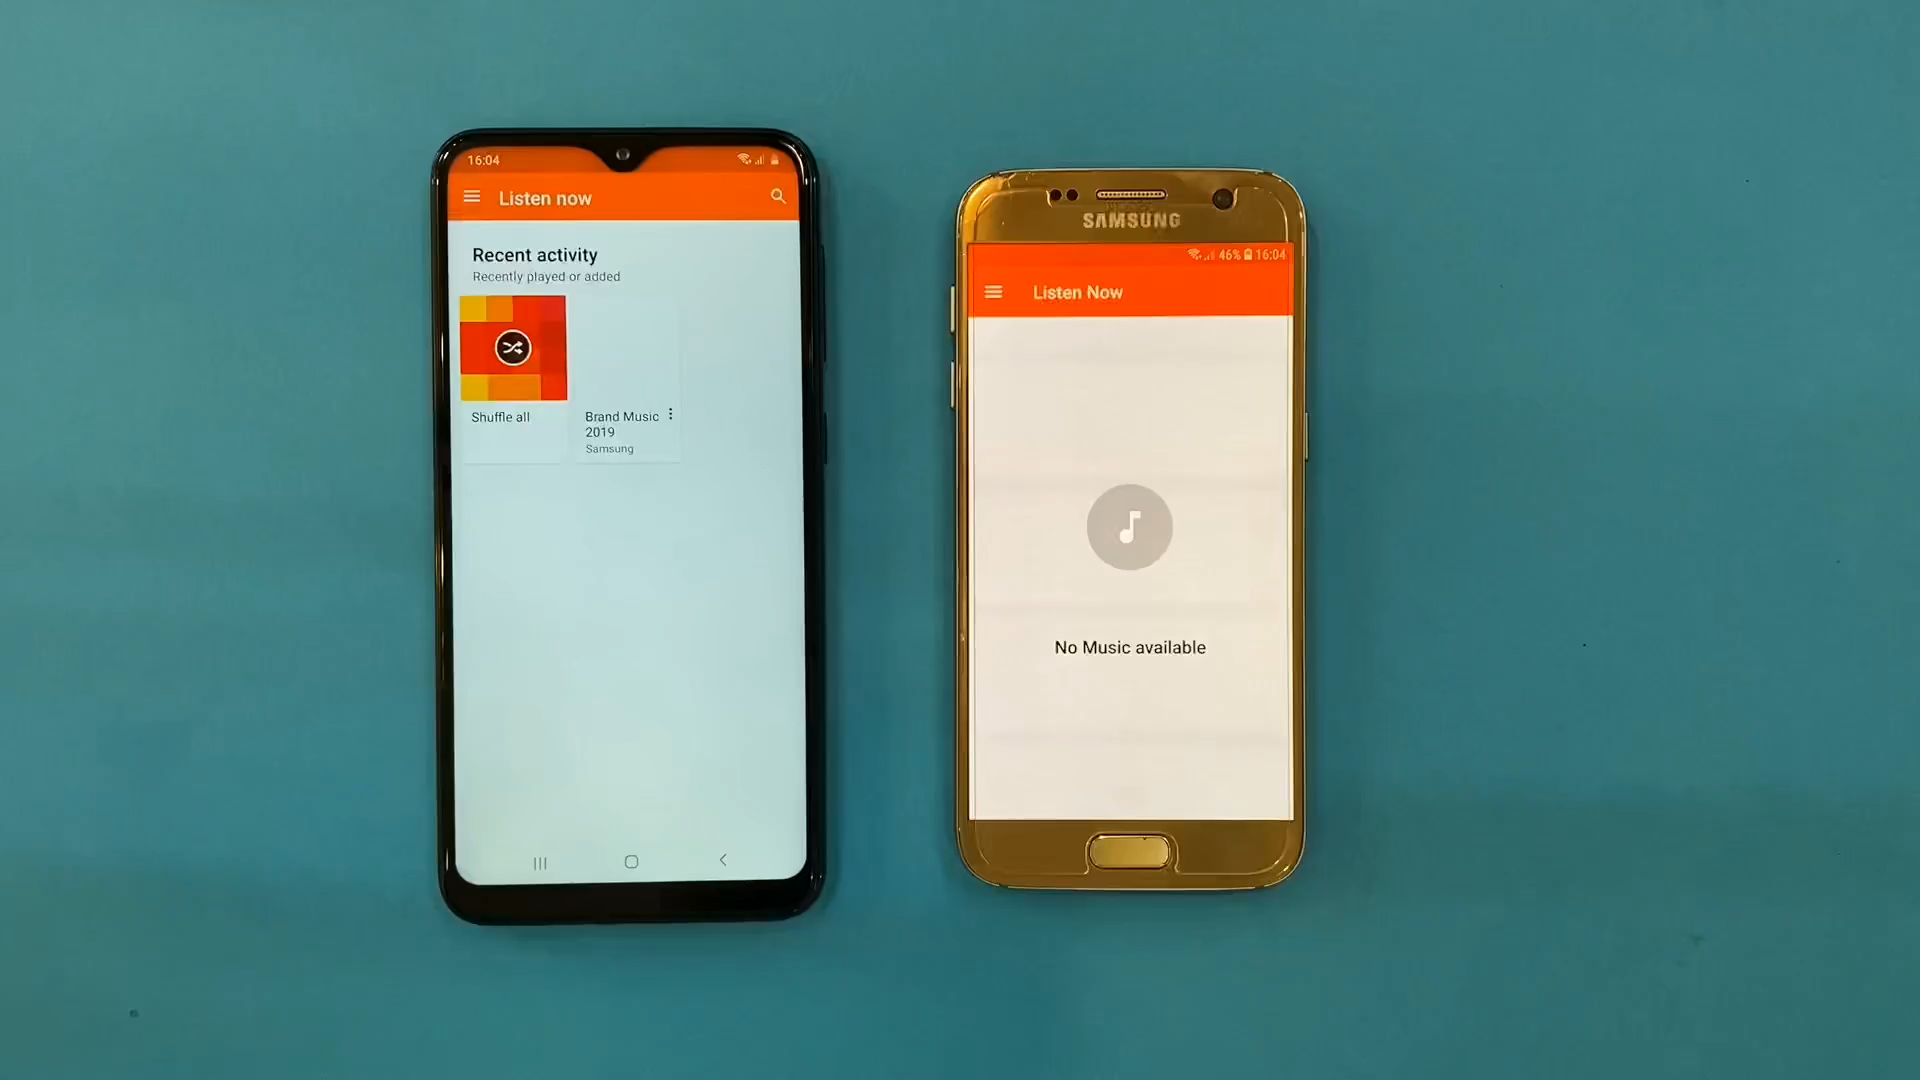 16:04
Listen now
Recent activity
Recently played or added
Shuffle all
Brand Music
2019
Samsung
SAMSUNG
46% 16:04
Listen Now
No Music available